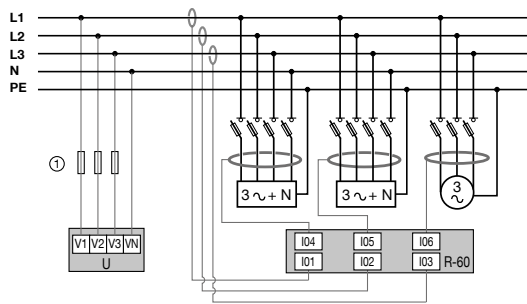 L1
L2
L3
N
PE
1
V1 V2 V3 VN
U
3 ∿ + N
3 ∿ + N
3 ∿
I04 I05 I06
I01 I02 I03
R-60